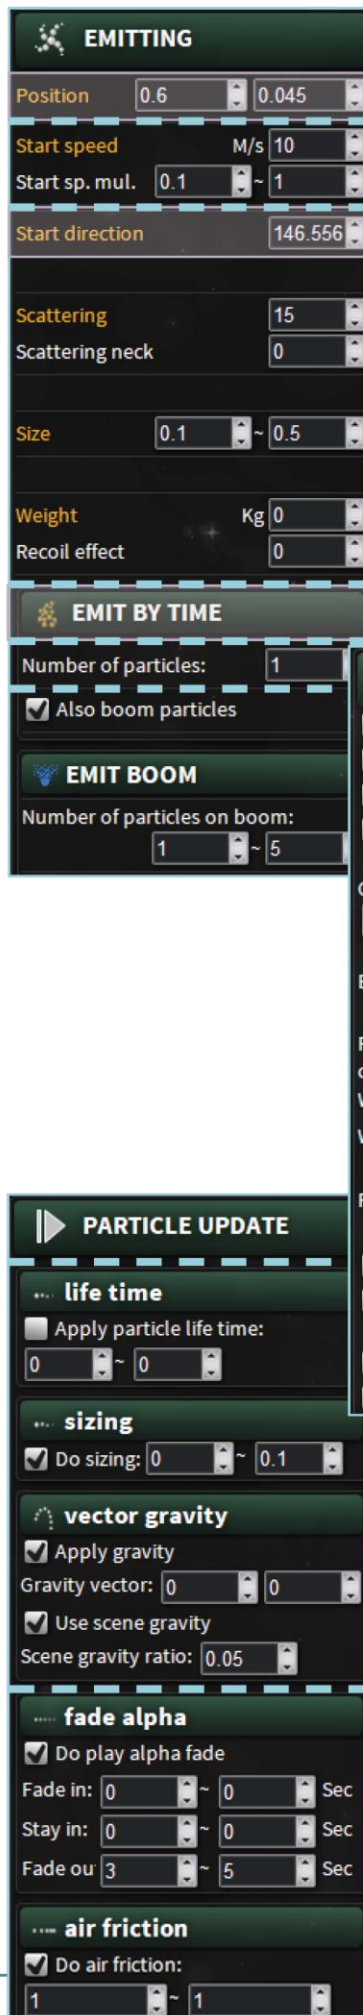 EMITTING
Position 0.6 0.045
Start speed M/s 10
Start sp. mul. 0.1 ~ 1
Start direction 146.556
Scattering 15
Scattering neck 0
Size 0.1 ~ 0.5
Weight Kg 0
Recoil effect 0
EMIT BY TIME
Number of particles: 1
Also boom particles
EMIT BOOM
Number of particles on boom:
1 ~ 5
PARTICLE UPDATE
life time
Apply particle life time:
0 ~ 0
sizing
Do sizing: 0 ~ 0.1
vector gravity
Apply gravity
Gravity vector: 0 0
Use scene gravity
Scene gravity ratio: 0.05
fade alpha
Do play alpha fade
Fade in: 0 ~ 0 Sec
Stay in: 0 ~ 0 Sec
Fade ou 3 ~ 5 Sec
air friction
Do air friction:
1 ~ 1